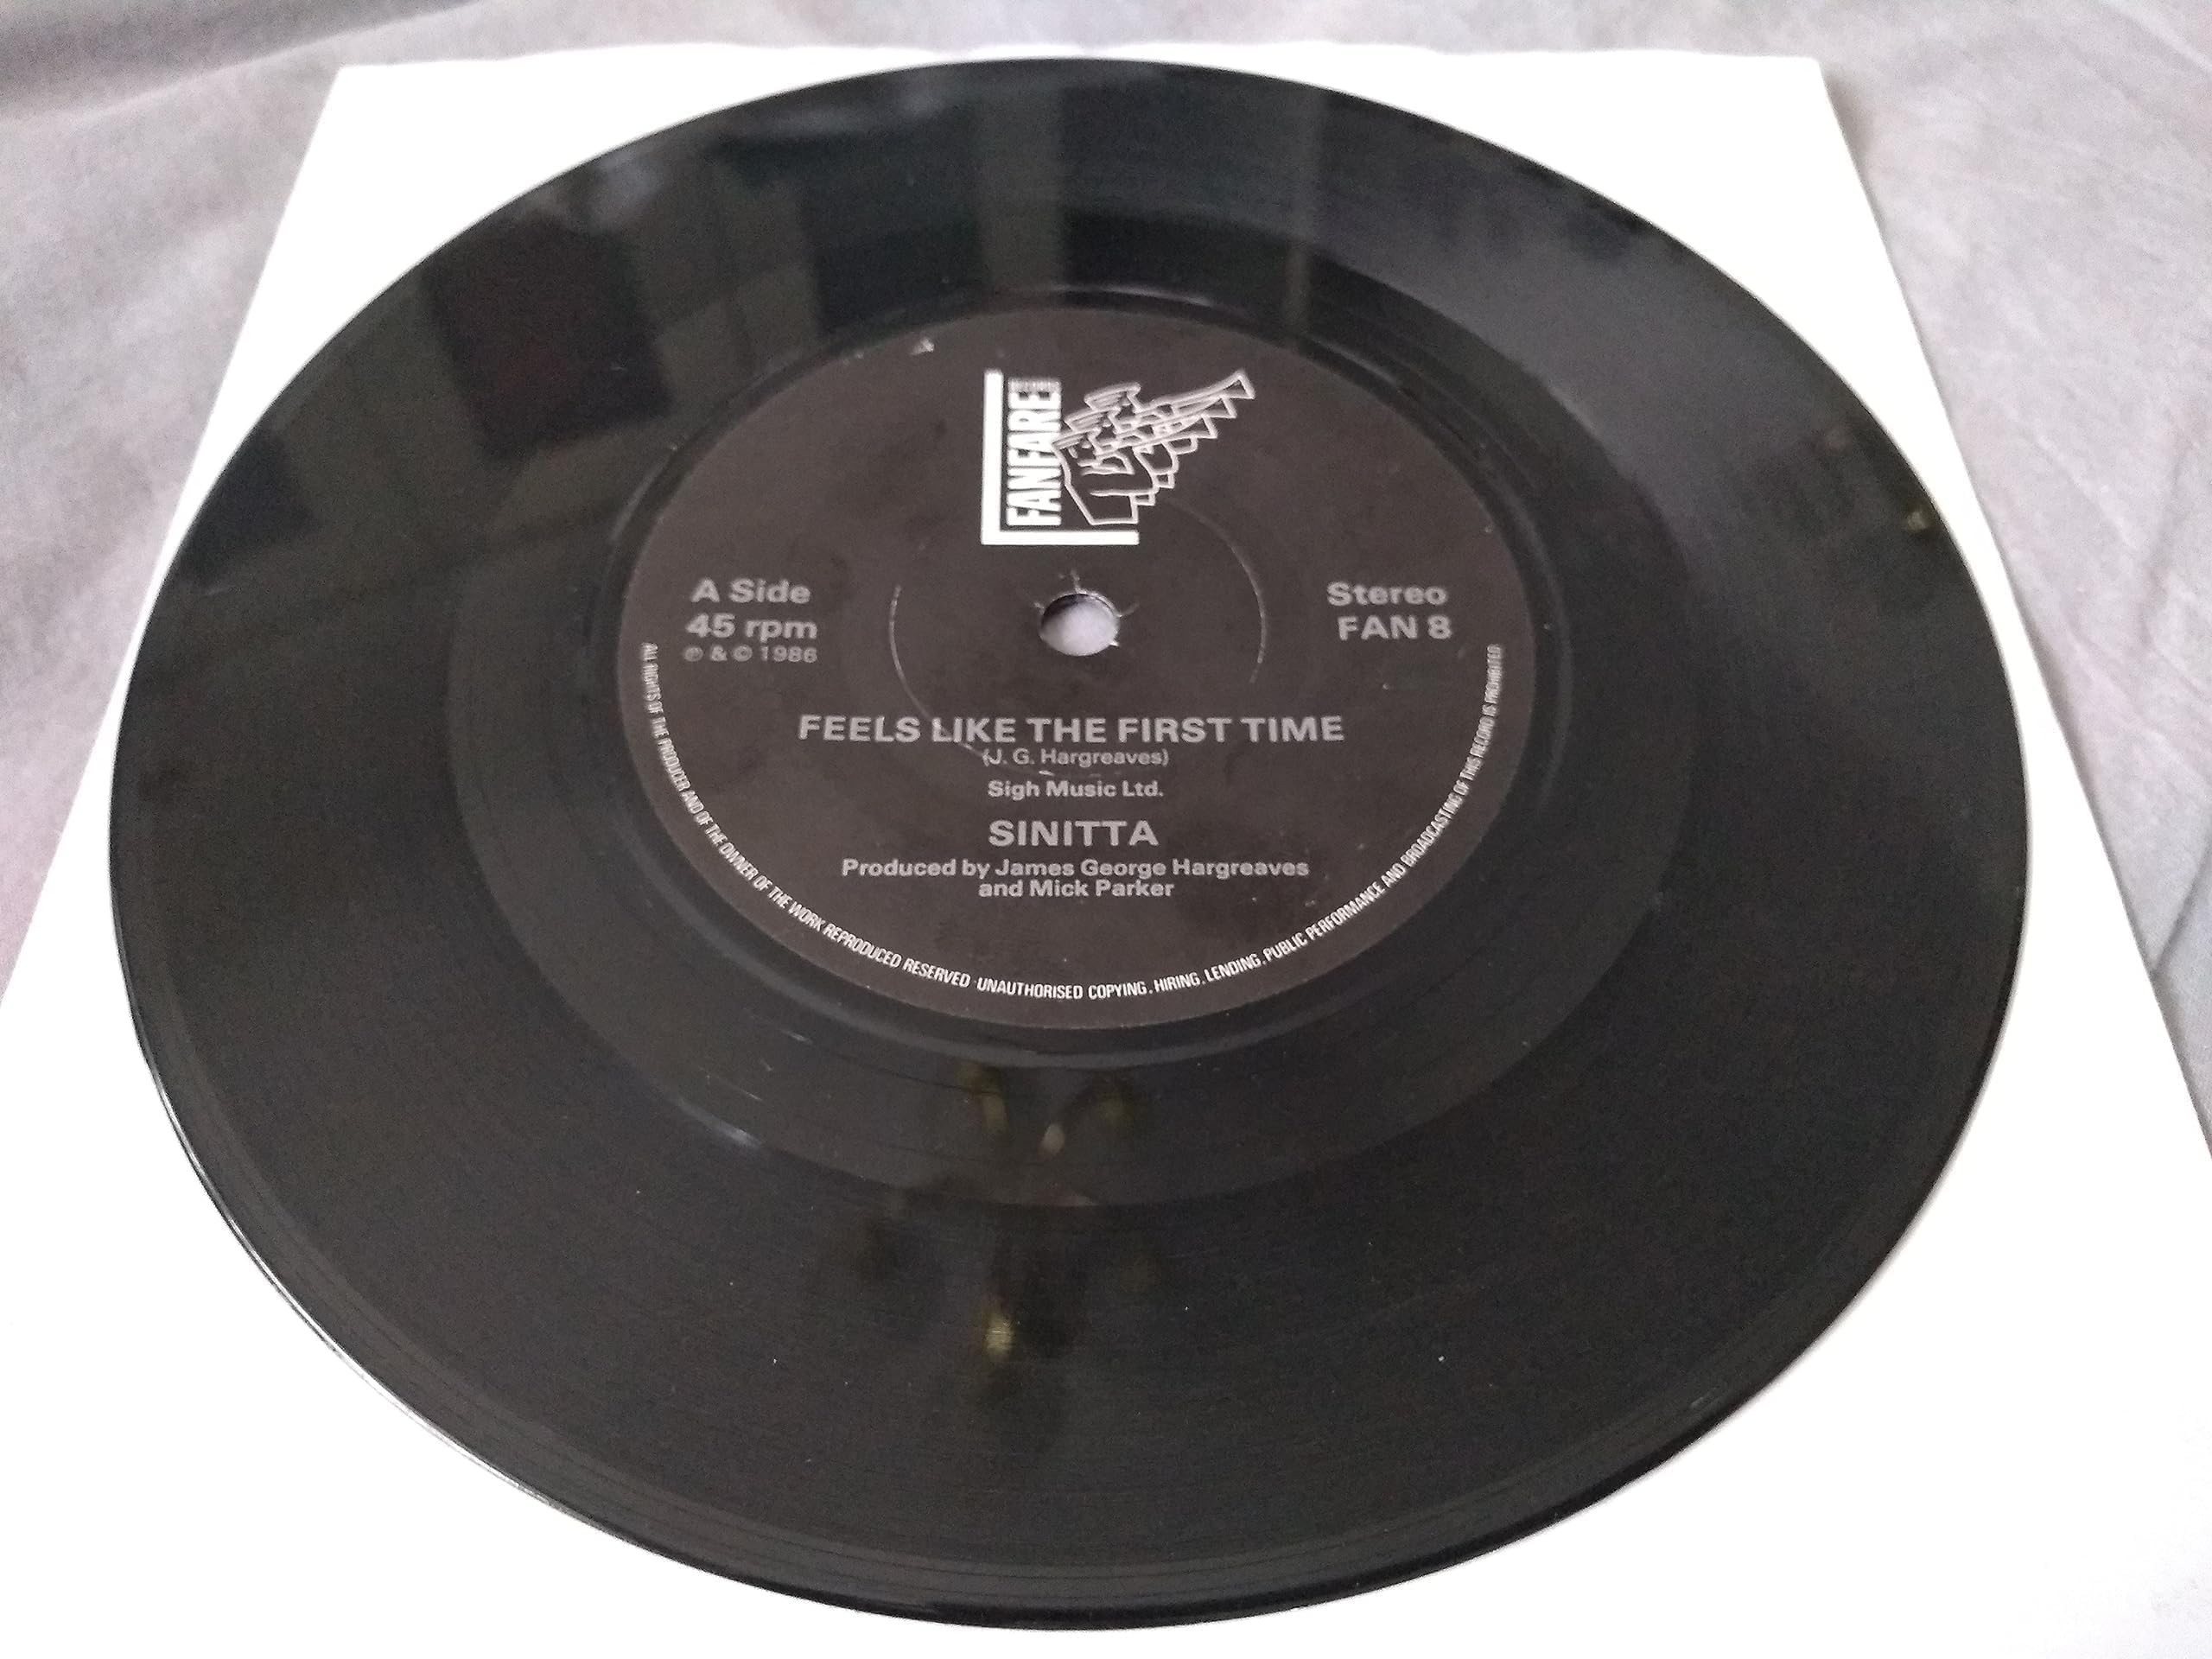 FANFARE
RECORDS
A Side
45 rpm
℗ & © 1986
Stereo
FAN 8
FEELS LIKE THE FIRST TIME
(J. G. Hargreaves)
Sigh Music Ltd.
SINITTA
Produced by James George Hargreaves
and Mick Parker
ALL RIGHTS OF THE PRODUCER AND OF THE OWNER OF THE WORK REPRODUCED RESERVED · UNAUTHORISED COPYING, HIRING, LENDING, PUBLIC PERFORMANCE AND BROADCASTING OF THIS RECORD IS PROHIBITED